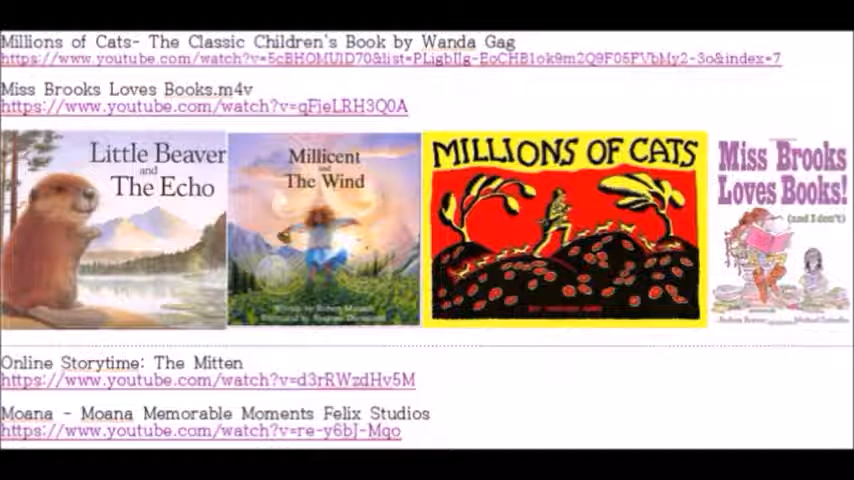 Millions of Cats- The Classic Children's Book by Wanda Gag
https://www.youtube.com/watch?v=5cBHOMU1D70&list=PLigbIIg-EoCHB1ok9m2Q9F05FVbMy2-3o&index=7
Miss Brooks Loves Books.m4v
https://www.youtube.com/watch?v=qFjeLRH3Q0A
Little Beaver
and
The Echo
Millicent
and
The Wind
MILLIONS OF CATS
Miss Brooks
Loves Books!
(and I don't)
Online Storytime: The Mitten
https://www.youtube.com/watch?v=d3rRWzdHv5M
Moana - Moana Memorable Moments Felix Studios
https://www.youtube.com/watch?v=re-y6bJ-Mqo